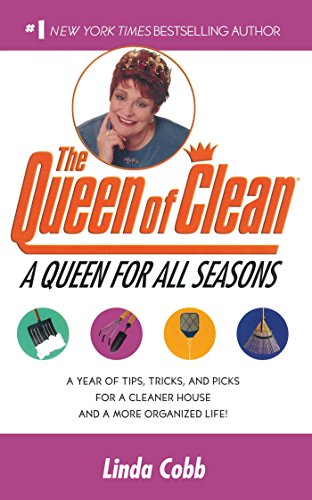 #1 NEW YORK TIMES BESTSELLING AUTHOR
The
Queen of Clean®
A QUEEN FOR ALL SEASONS
A YEAR OF TIPS, TRICKS, AND PICKS
FOR A CLEANER HOUSE
AND A MORE ORGANIZED LIFE!
Linda Cobb